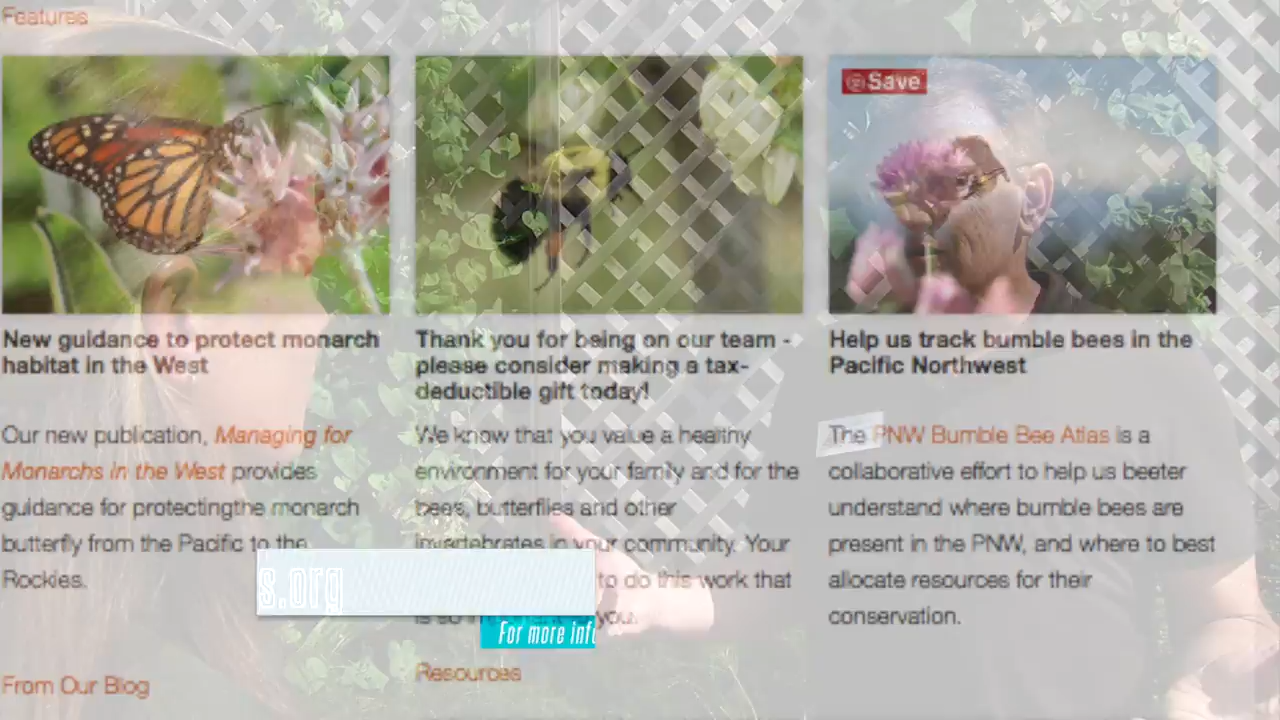 Features
Save
New guidance to protect monarch
habitat in the West
Our new publication, Managing for
Monarchs in the West provides
guidance for protectingthe monarch
butterfly from the Pacific to the
Rockies.
From Our Blog
Thank you for being on our team -
please consider making a tax-
deductible gift today!
We know that you value a healthy
environment for your family and for the
bees, butterflies and other
invertebrates in your community. Your
to do this work that
is so you.
Resources
Help us track bumble bees in the
Pacific Northwest
The PNW Bumble Bee Atlas is a
collaborative effort to help us beeter
understand where bumble bees are
present in the PNW, and where to best
allocate resources for their
conservation.
s.org
For more info